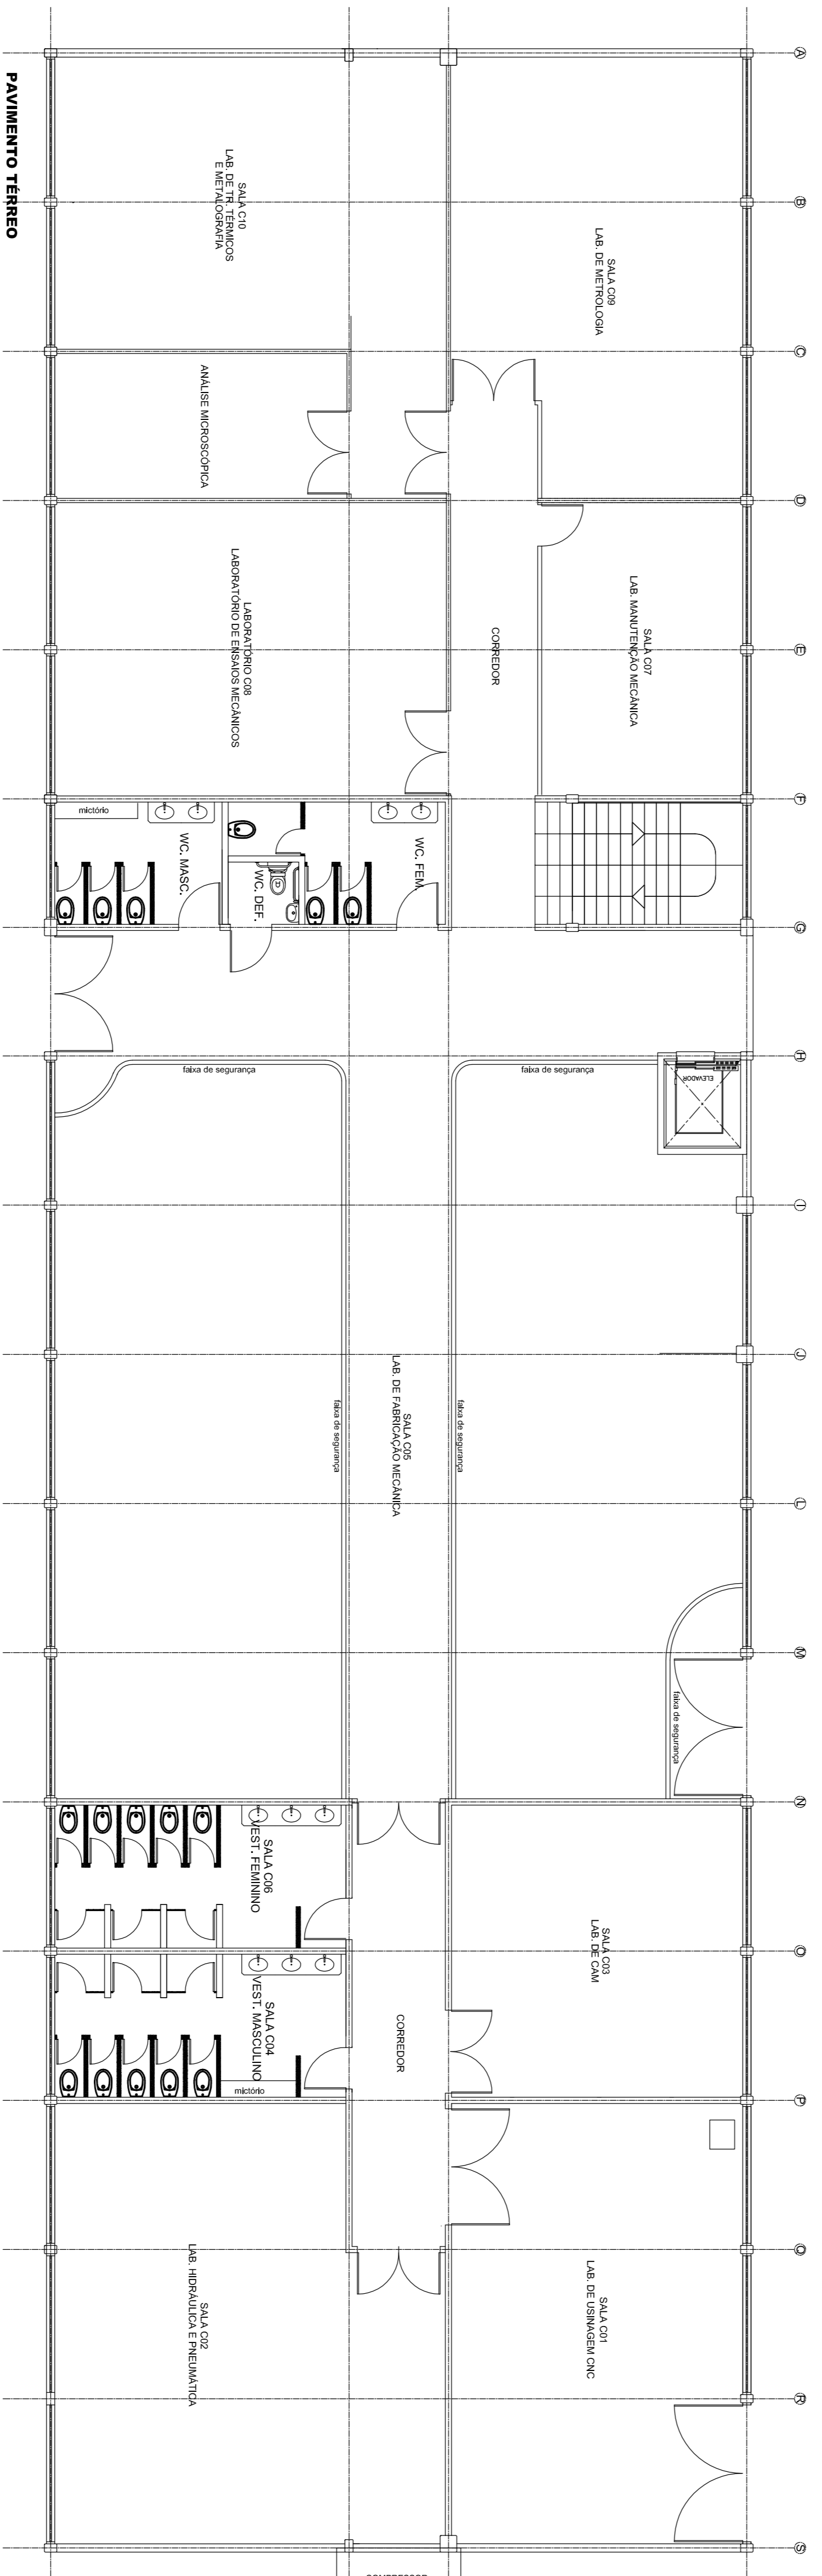 A
B
C
D
E
F
G
H
I
J
L
M
N
O
P
Q
R
S
PAVIMENTO TÉRREO
SALA C10
LAB. DE TR. TÉRMICOS
E METALOGRAFIA
SALA C09
LAB. DE METROLOGIA
ANÁLISE MICROSCÓPICA
LABORATÓRIO C08
LABORATÓRIO DE ENSAIOS MECÂNICOS
CORREDOR
SALA C07
LAB. MANUTENÇÃO MECÂNICA
mictório
WC. MASC.
WC. DEF.
WC. FEM.
faixa de segurança
faixa de segurança
ELEVADOR
SALA C05
LAB. DE FABRICAÇÃO MECÂNICA
faixa de segurança
faixa de segurança
faixa de segurança
SALA C06
VEST. FEMININO
SALA C04
VEST. MASCULINO
mictório
CORREDOR
SALA C03
LAB. DE CAM
SALA C02
LAB. HIDRÁULICA E PNEUMÁTICA
SALA C01
LAB. DE USINAGEM CNC